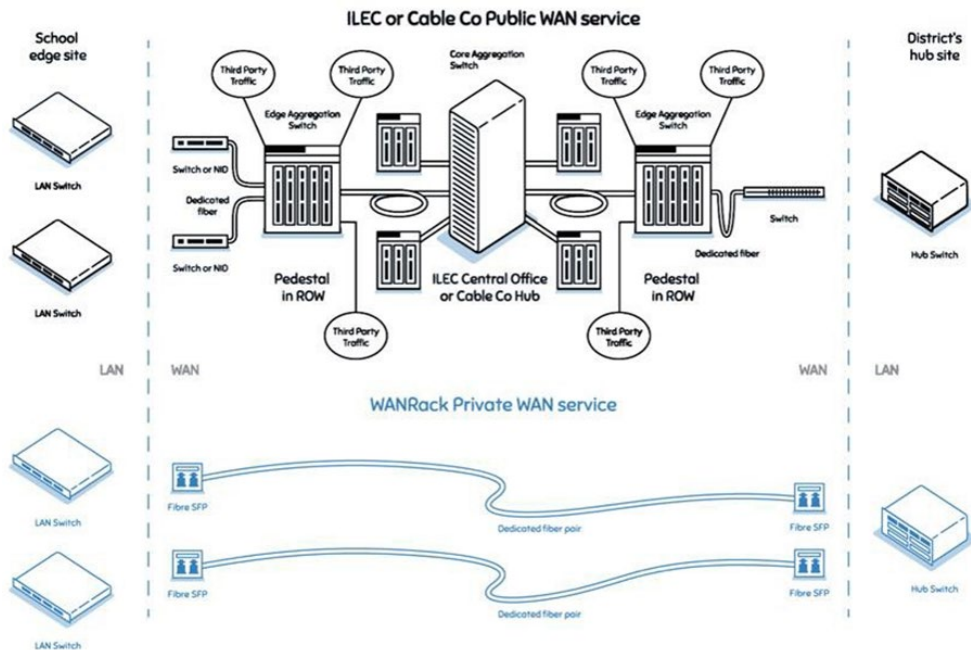 ILEC or Cable Co Public WAN service
School
edge site
District's
hub site
Third Party
Traffic
Third Party
Traffic
Core Aggregation
Switch
Third Party
Traffic
Third Party
Traffic
Edge Aggregation
Switch
Edge Aggregation
Switch
Switch or NID
LAN Switch
Dedicated
fiber
Switch
Switch or NID
Dedicated fiber
Hub Switch
Pedestal
in ROW
ILEC Central Office
or Cable Co Hub
Pedestal
in ROW
LAN Switch
Third Party
Traffic
Third Party
Traffic
LAN
WAN
WAN
LAN
WANRack Private WAN service
LAN Switch
Fibre SFP
Dedicated fiber pair
Fibre SFP
LAN Switch
Fibre SFP
Dedicated fiber pair
Fibre SFP
Hub Switch